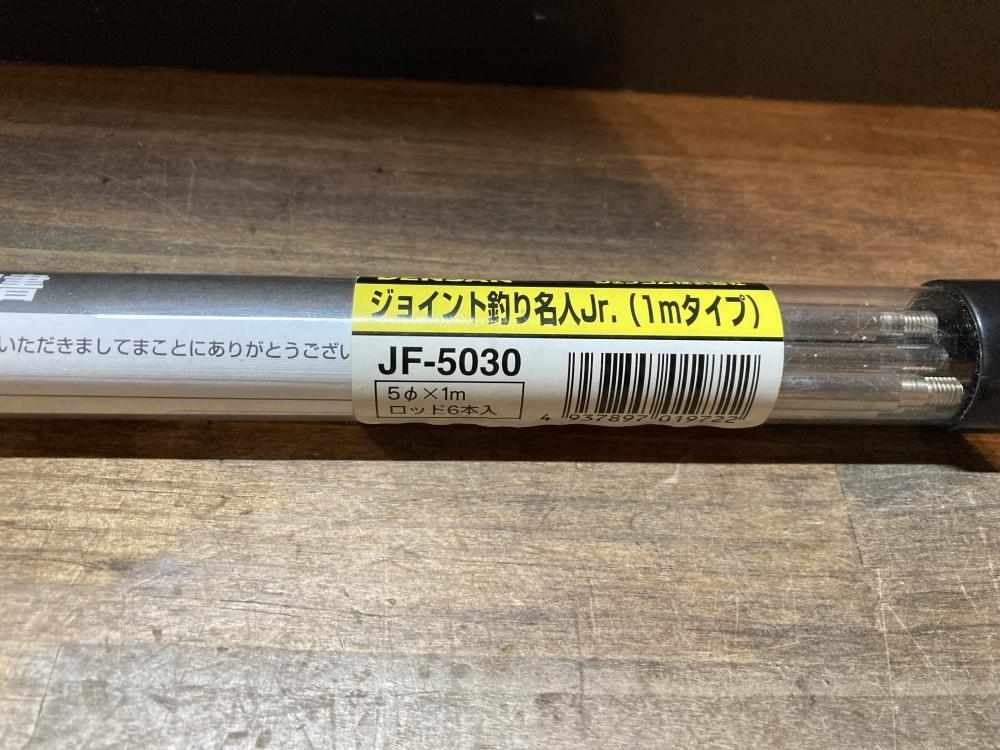 書
いただきましてまことにありがとうござい
DENSAN
ジョイント釣り名人Jr.（1mタイプ）
JF-5030
5φ×1m
ロッド6本入
4 937897 019722